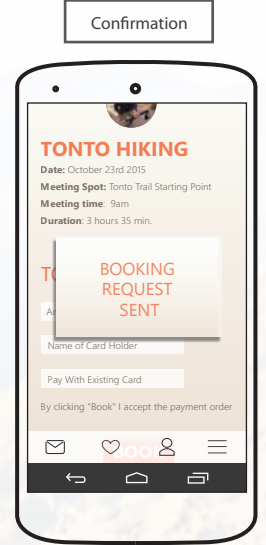 Confirmation
TONTO HIKING
Date: October 23rd 2015
Meeting Spot: Tonto Trail Starting Point
Meeting time: 9am
Duration: 3 hours 35 min.
BOOKING
REQUEST
SENT
Name of Card Holder
Pay With Existing Card
By clicking "Book" I accept the payment order
BOOK